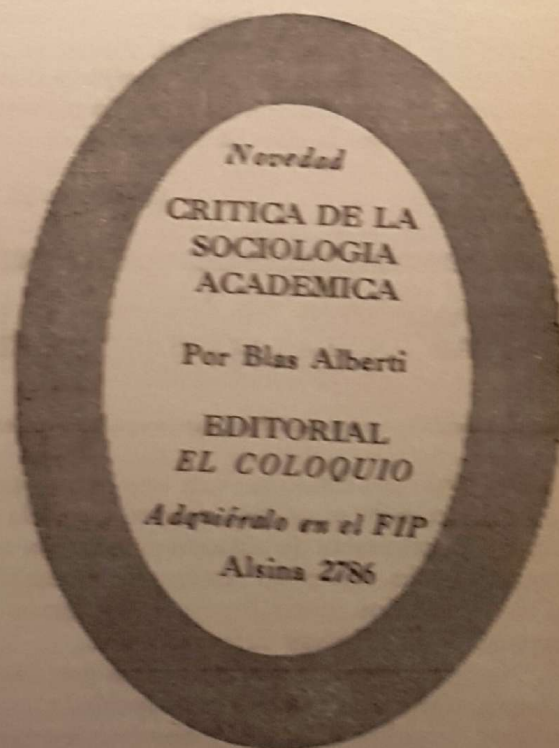 Novedad
CRITICA DE LA
SOCIOLOGIA
ACADEMICA
Por Blas Alberti
EDITORIAL
EL COLOQUIO
Adquiéralo en el FIP
Alsina 2786